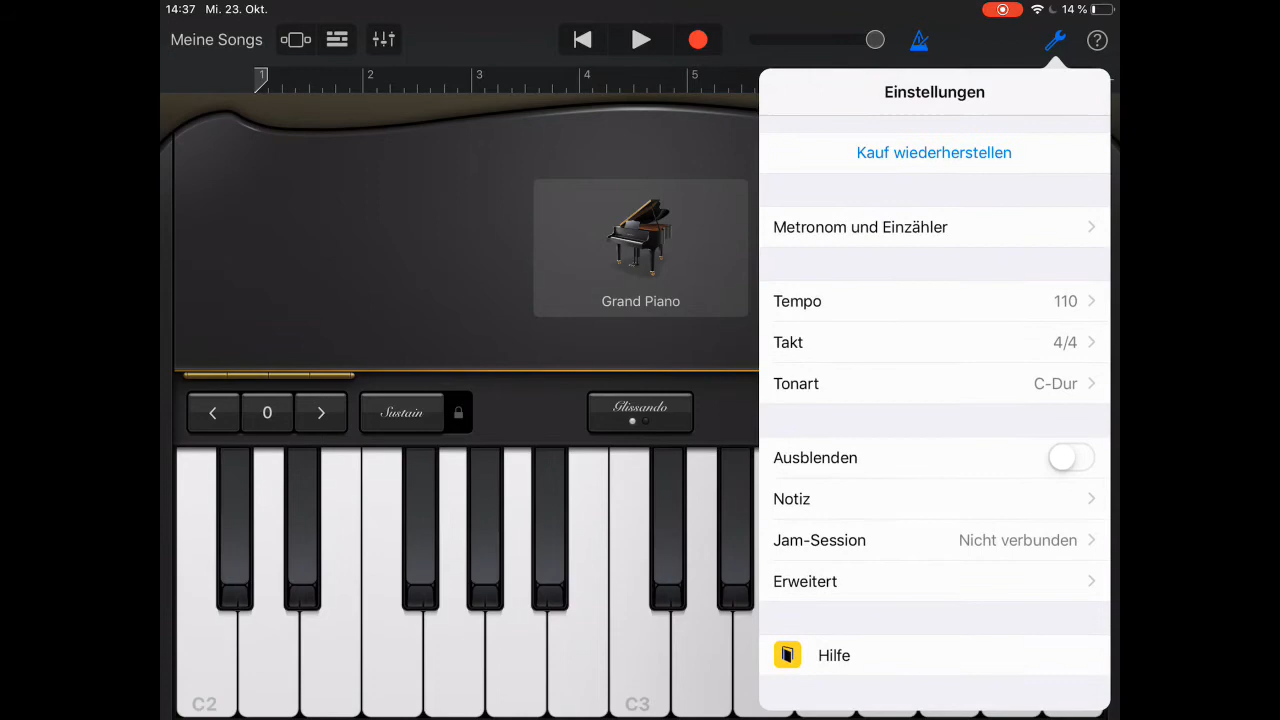 14:37 Mi. 23. Okt.
14 %
Meine Songs
?
1 2 3 4 5
Einstellungen
Kauf wiederherstellen
Metronom und Einzähler
Grand Piano
Tempo 110
Takt 4/4
Tonart C-Dur
0
Sustain
Glissando
Ausblenden
Notiz
Jam-Session Nicht verbunden
Erweitert
Hilfe
C2 C3